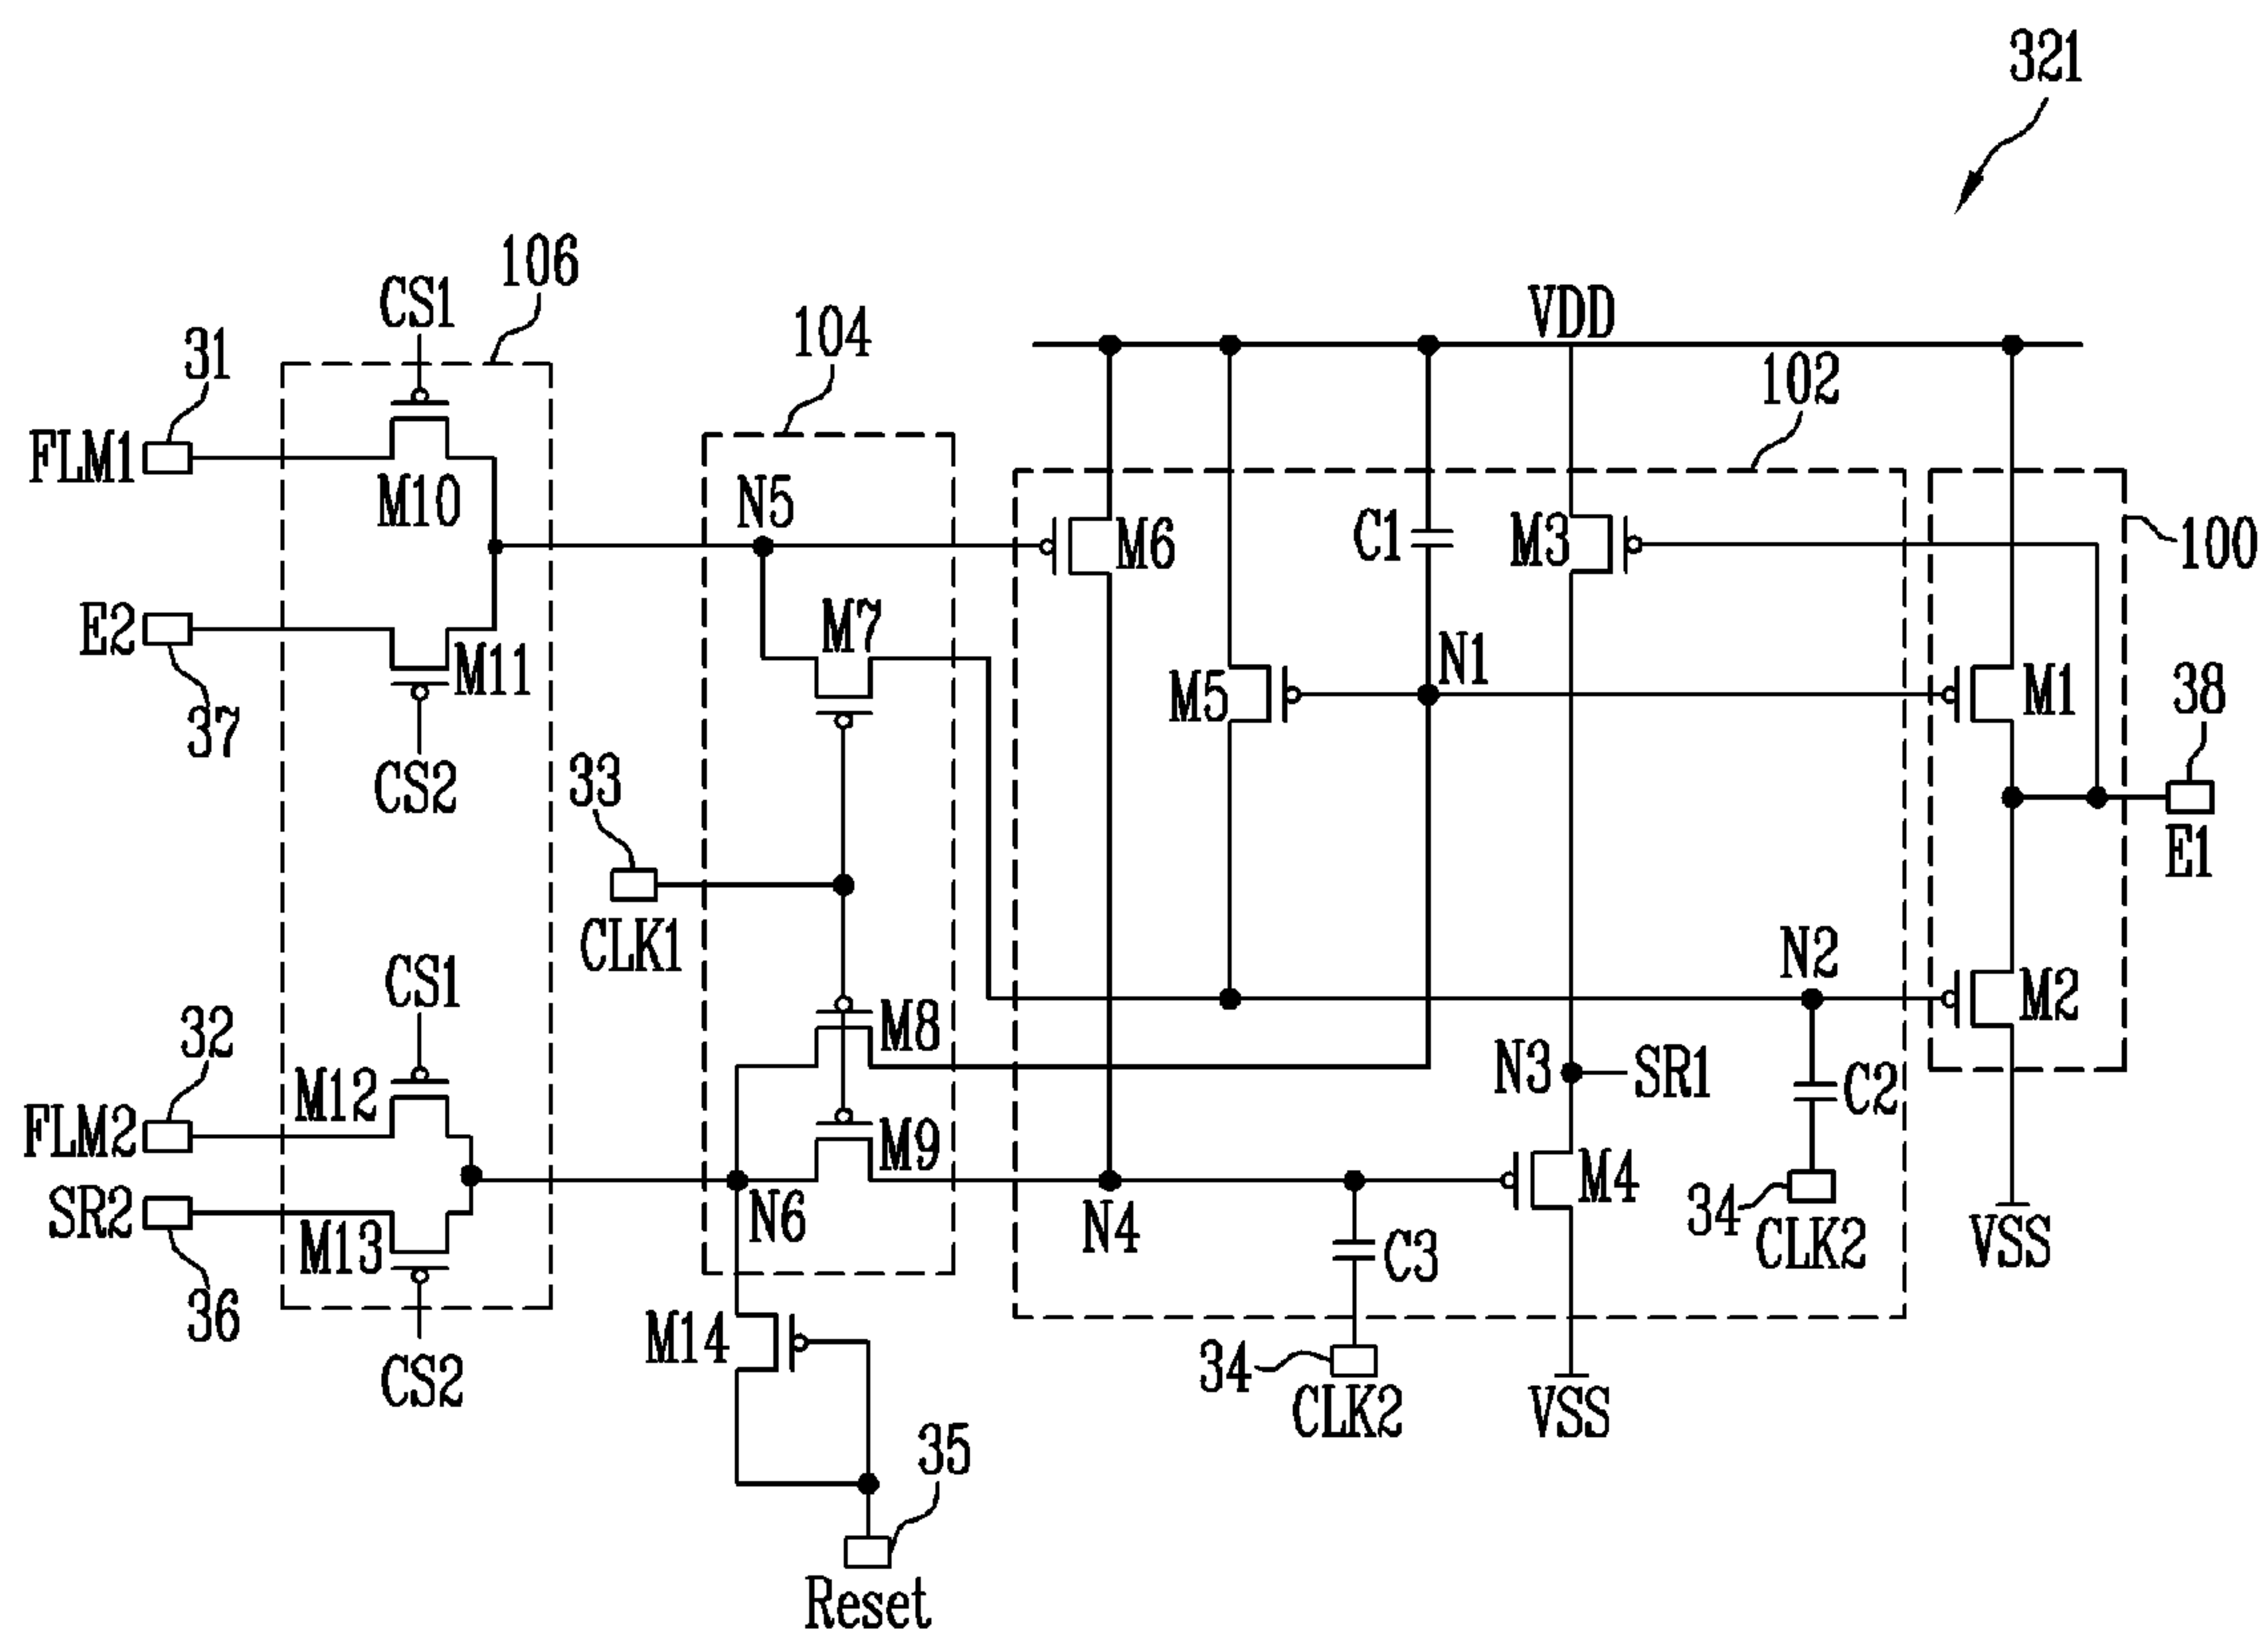 321
106
CS1
104
VDD
31
102
FLM1
M10
N5
M6
C1
M3
100
E2
M11
M7
M5
N1
M1
38
37
CS2
33
E1
CLK1
CS1
N2
M2
32
M12
M8
N3
SR1
C2
FLM2
M9
M4
SR2
M13
N6
N4
C3
34
CLK2
VSS
36
CS2
M14
34
CLK2
VSS
35
Reset